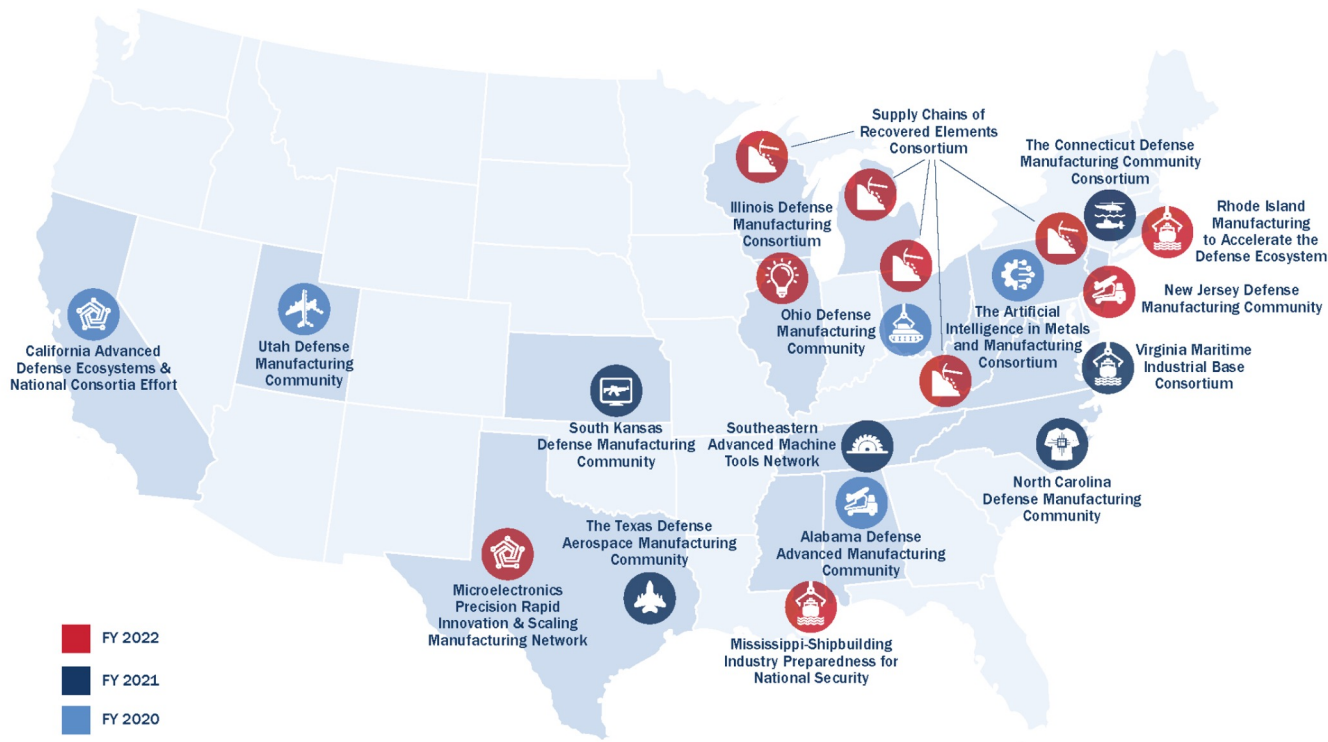 Supply Chains of
Recovered Elements
Consortium
The Connecticut Defense
Manufacturing Community
Consortium
Rhode Island
Manufacturing
to Accelerate the
Defense Ecosystem
Illinois Defense
Manufacturing
Consortium
New Jersey Defense
Manufacturing Community
Ohio Defense
Manufacturing
Community
The Artificial
Intelligence in Metals
and Manufacturing
Consortium
California Advanced
Defense Ecosystems &
National Consortia Effort
Utah Defense
Manufacturing
Community
Virginia Maritime
Industrial Base
Consortium
South Kansas
Defense Manufacturing
Community
Southeastern
Advanced Machine
Tools Network
North Carolina
Defense Manufacturing
Community
The Texas Defense
Aerospace Manufacturing
Community
Alabama Defense
Advanced Manufacturing
Community
Microelectronics
Precision Rapid
Innovation & Scaling
Manufacturing Network
Mississippi-Shipbuilding
Industry Preparedness for
National Security
FY 2022
FY 2021
FY 2020